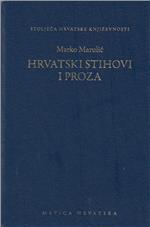 STOLJEĆA HRVATSKE KNJIŽEVNOSTI
Marko Marulić
HRVATSKI STIHOVI
I PROZA
MATICA HRVATSKA